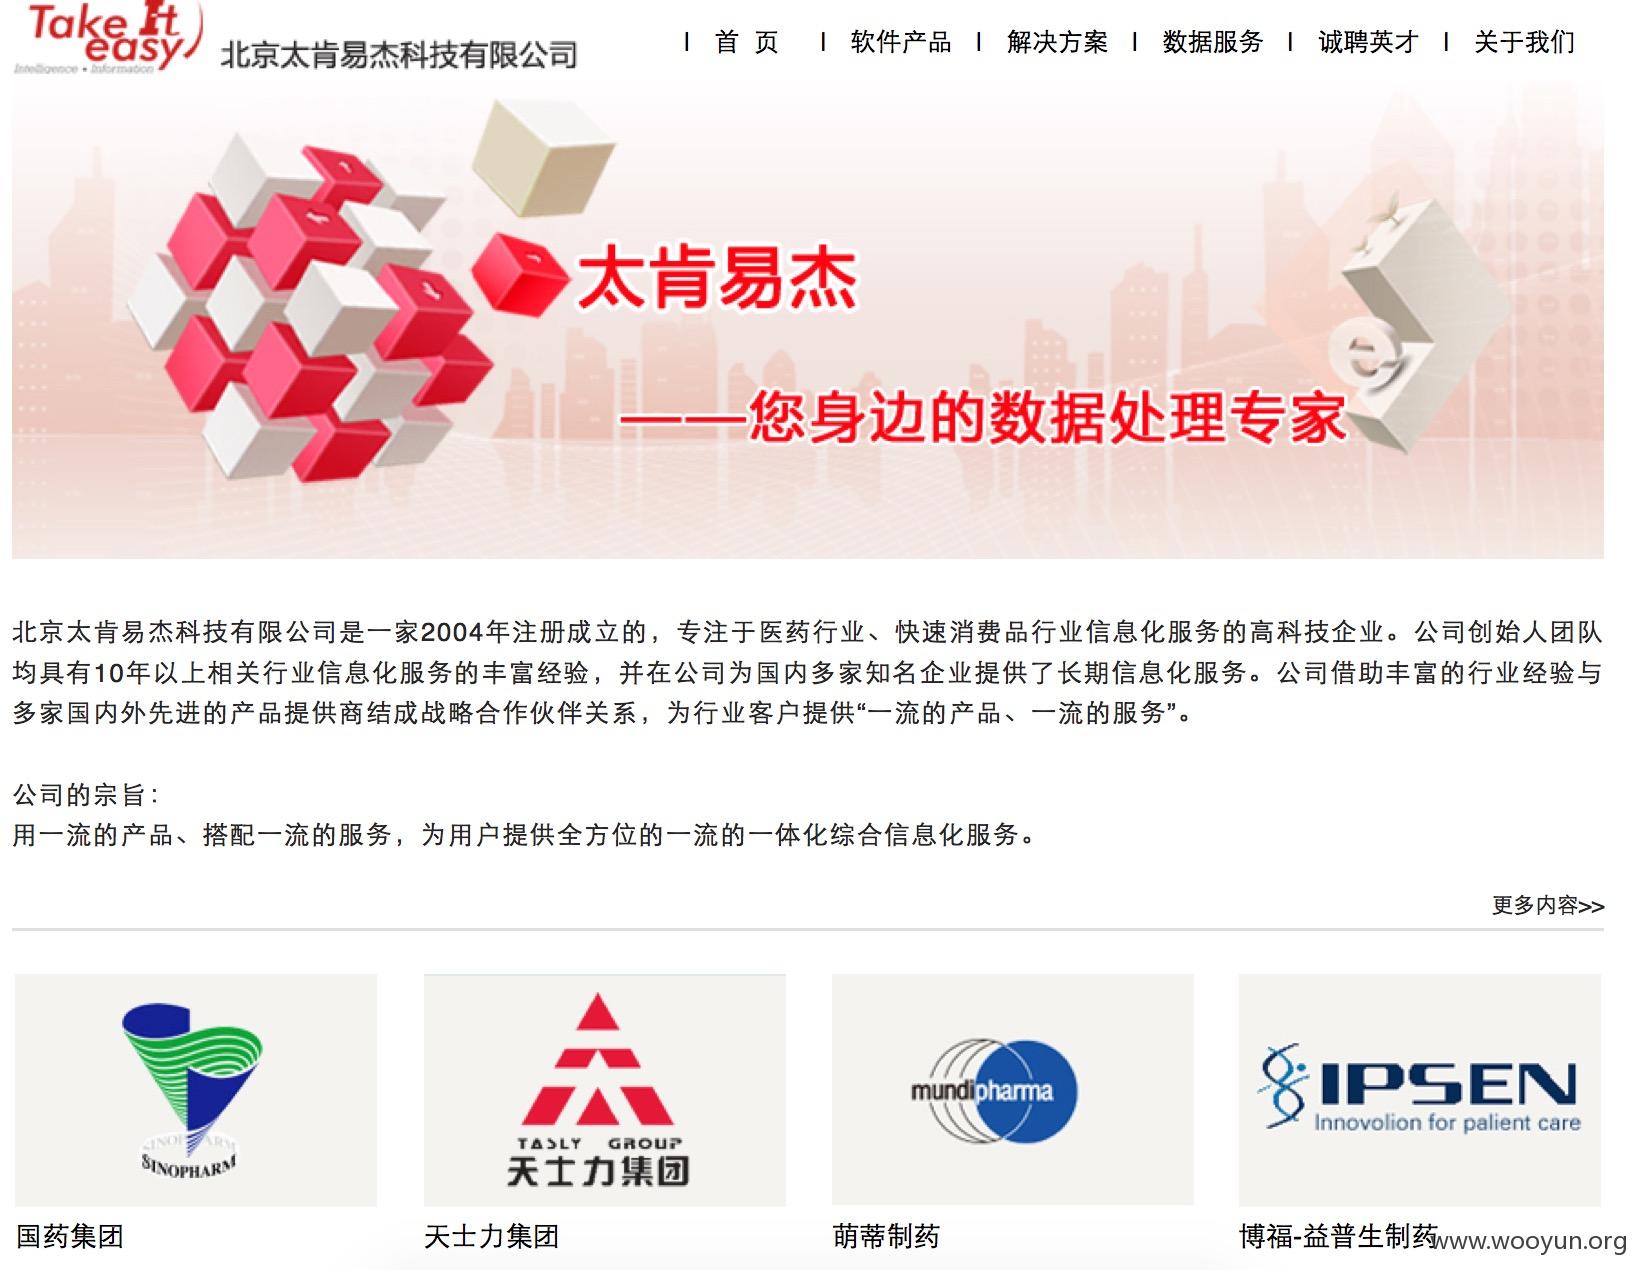 Take It
easy
Intelligence • Information
北京太肯易杰科技有限公司
首 页 软件产品 解决方案 数据服务 诚聘英才 关于我们
太肯易杰
——您身边的数据处理专家
e
北京太肯易杰科技有限公司是一家2004年注册成立的，专注于医药行业、快速消费品行业信息化服务的高科技企业。公司创始人团队
均具有10年以上相关行业信息化服务的丰富经验，并在公司为国内多家知名企业提供了长期信息化服务。公司借助丰富的行业经验与
多家国内外先进的产品提供商结成战略合作伙伴关系，为行业客户提供“一流的产品、一流的服务”。
公司的宗旨：
用一流的产品、搭配一流的服务，为用户提供全方位的一流的一体化综合信息化服务。
更多内容>>
SINOPHARM
TASLY GROUP
天士力集团
mundipharma
IPSEN
Innovolion for palient care
国药集团 天士力集团 萌蒂制药 博福-益普生制药
www.wooyun.org